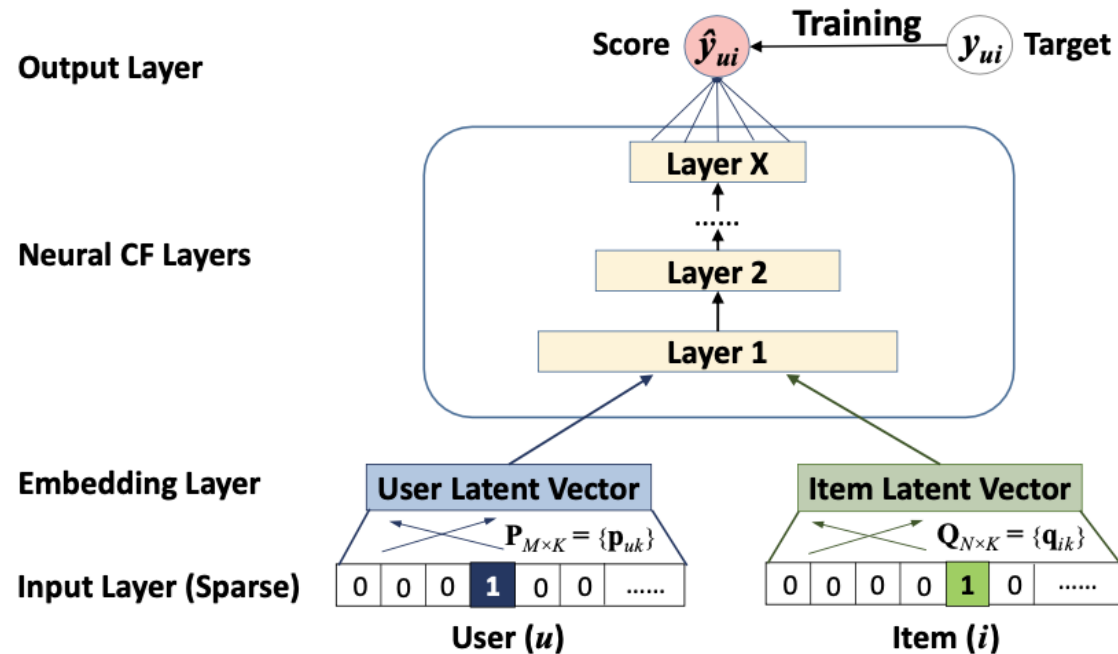 Output Layer
Score
ŷui
Training
yui
Target
Neural CF Layers
Layer X
......
Layer 2
Layer 1
Embedding Layer
User Latent Vector
Item Latent Vector
PM×K = {puk}
QN×K = {qik}
Input Layer (Sparse)
0 0 0 1 0 0 ......
0 0 0 0 1 0 ......
User (u)
Item (i)